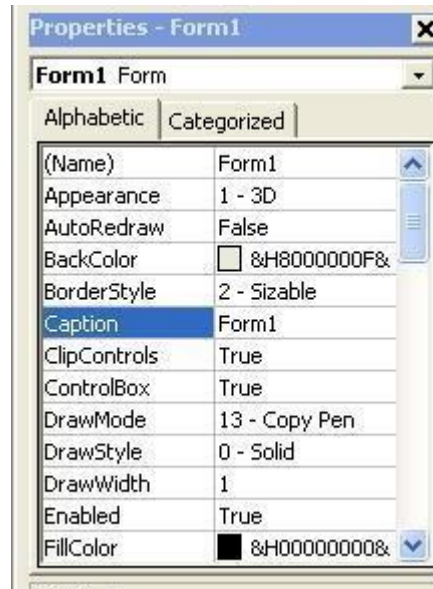 Properties - Form1
Form1 Form
Alphabetic Categorized
(Name) Form1
Appearance 1 - 3D
AutoRedraw False
BackColor &H8000000F&
BorderStyle 2 - Sizable
Caption Form1
ClipControls True
ControlBox True
DrawMode 13 - Copy Pen
DrawStyle 0 - Solid
DrawWidth 1
Enabled True
FillColor &H00000000&